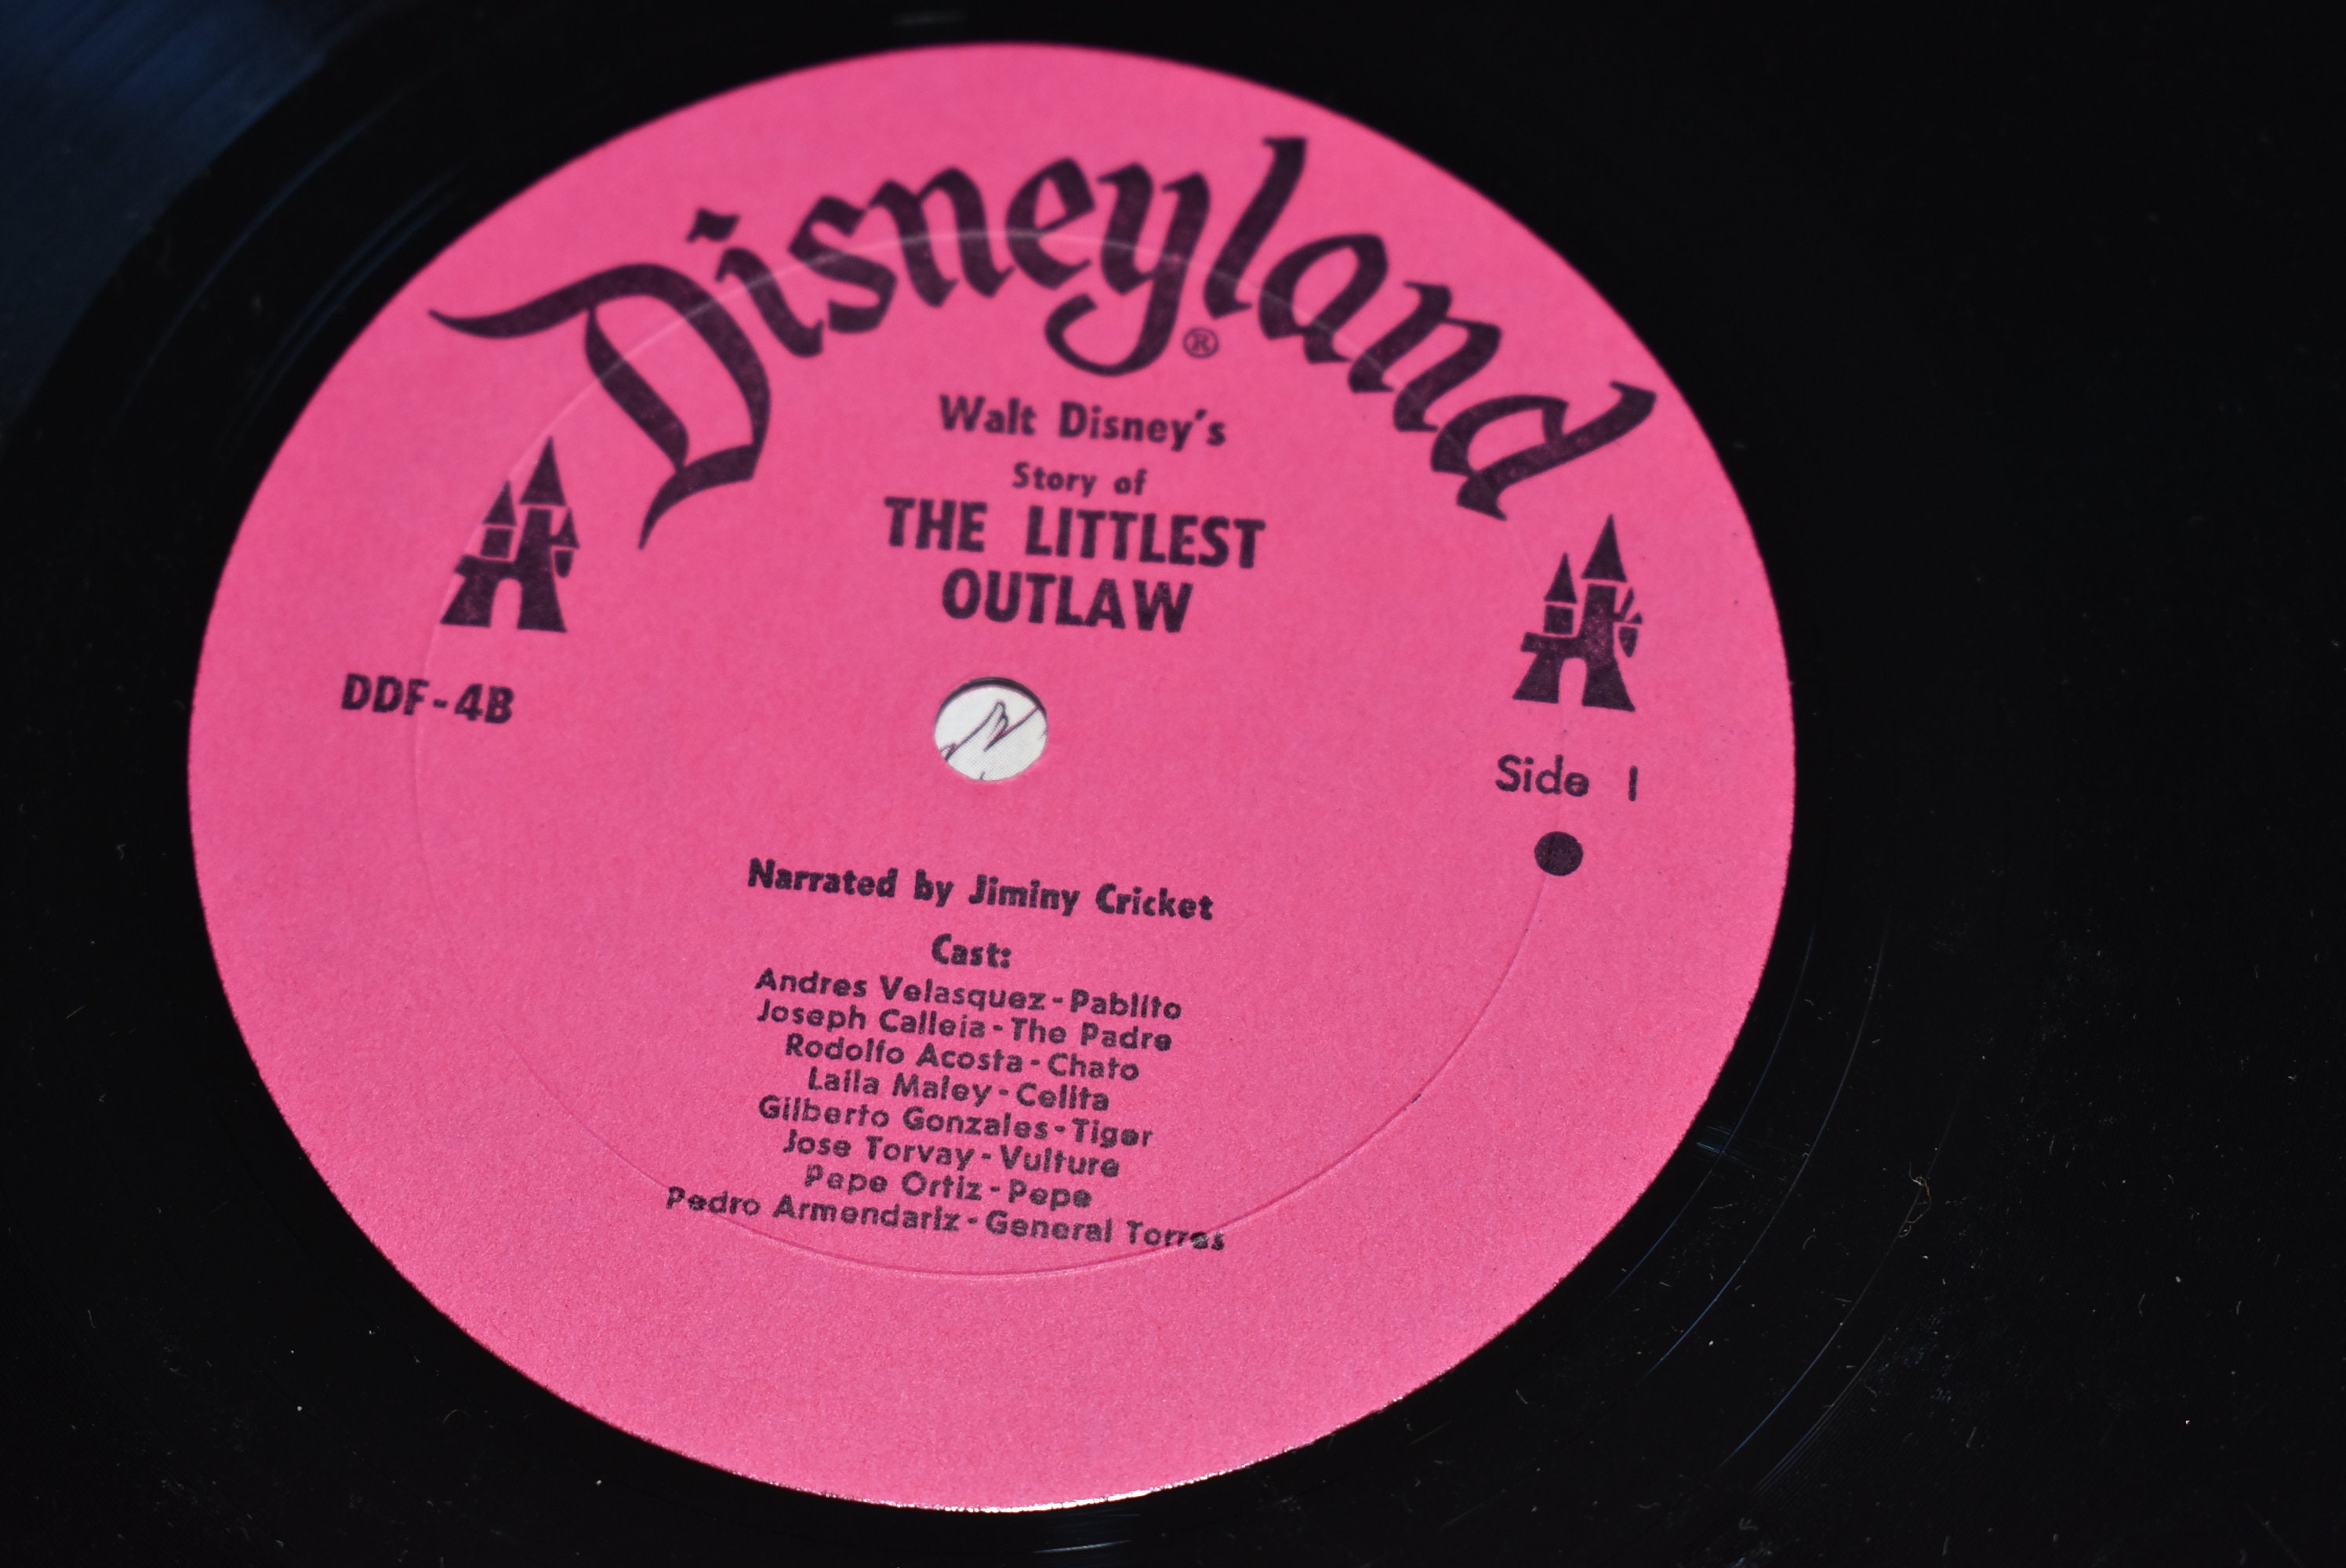 Disneyland®
Walt Disney's
Story of
THE LITTLEST
OUTLAW
DDF-4B
Side 1
Narrated by Jiminy Cricket
Cast:
Andres Velasquez-Pablito
Joseph Calleia-The Padre
Rodolfo Acosta-Chato
Laila Maley-Celita
Gilberto Gonzales-Tiger
Jose Torvay-Vulture
Pepe Ortiz-Pepe
Pedro Armendariz-General Torres